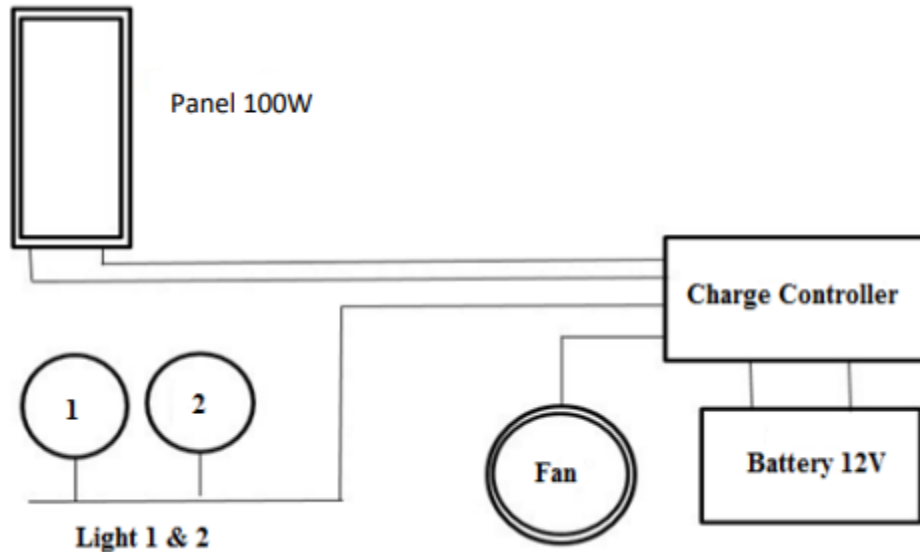 Panel 100W
Charge Controller
1
2
Fan
Battery 12V
Light 1 & 2